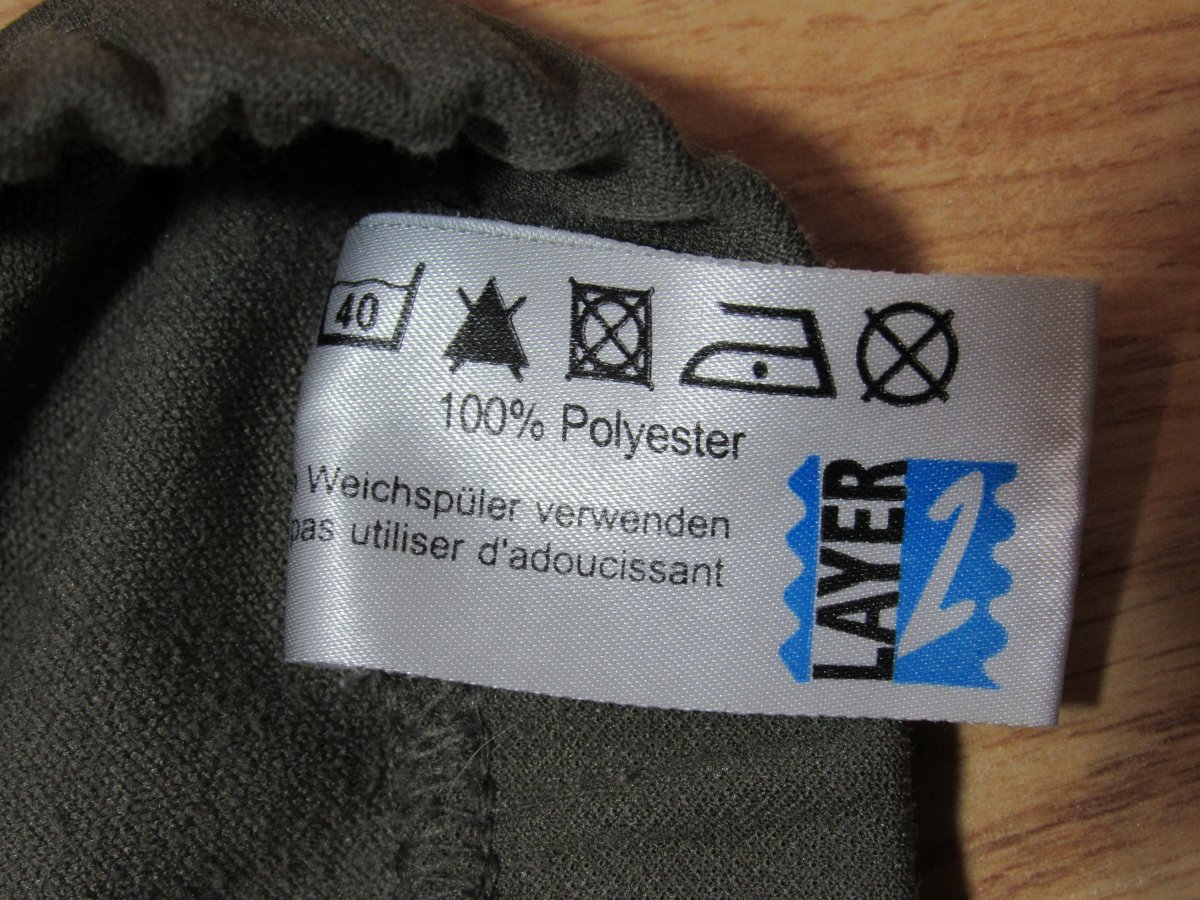 40
100% Polyester
Weichspüler verwenden
pas utiliser d'adoucissant
LAYER
2